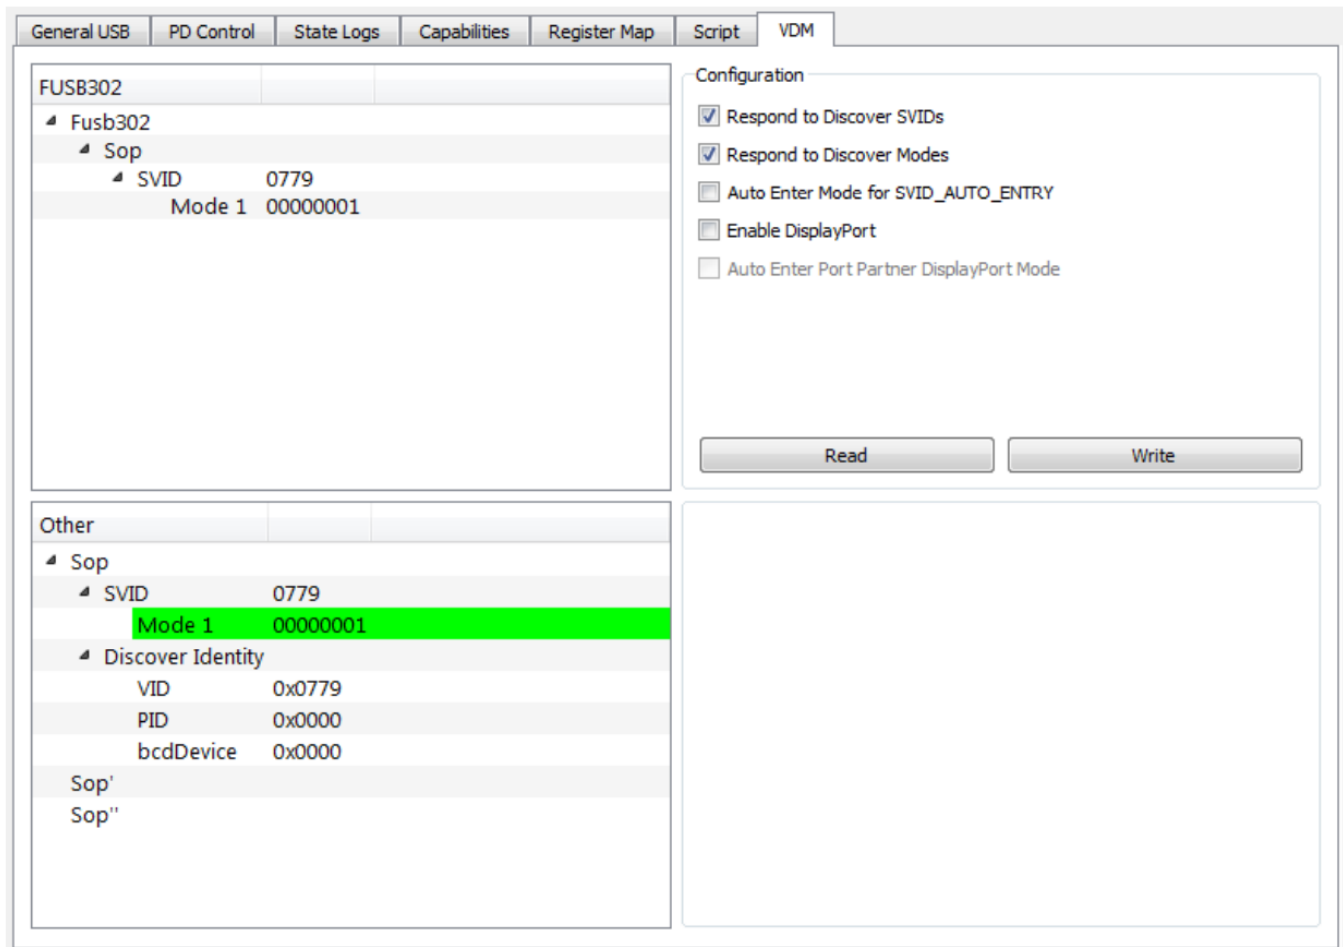 General USB PD Control State Logs Capabilities Register Map Script VDM
FUSB302
Fusb302
Sop
SVID 0779
Mode 1 00000001
Configuration
Respond to Discover SVIDs
Respond to Discover Modes
Auto Enter Mode for SVID_AUTO_ENTRY
Enable DisplayPort
Auto Enter Port Partner DisplayPort Mode
Read Write
Other
Sop
SVID 0779
Mode 1 00000001
Discover Identity
VID 0x0779
PID 0x0000
bcdDevice 0x0000
Sop'
Sop''